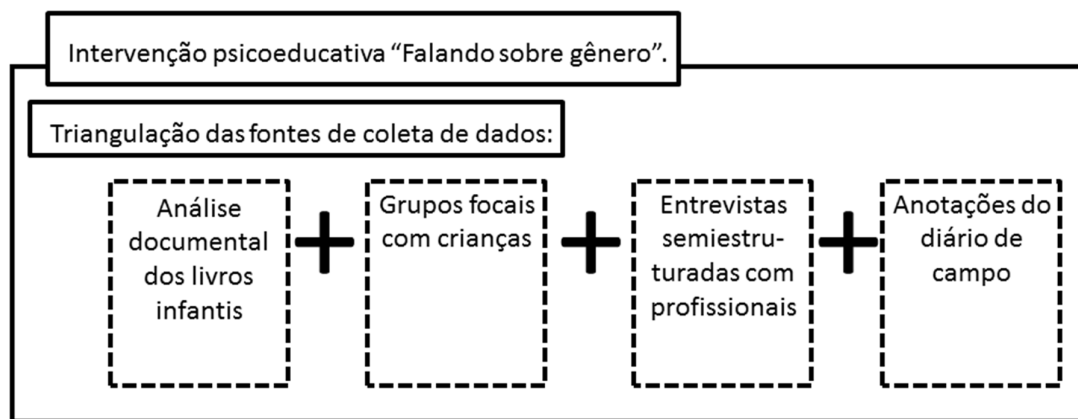 Intervenção psicoeducativa “Falando sobre gênero”.
Triangulação das fontes de coleta de dados:
Análise
documental
dos livros
infantis
Grupos focais
com crianças
Entrevistas
semiestru-
turadas com
profissionais
Anotações do
diário de
campo